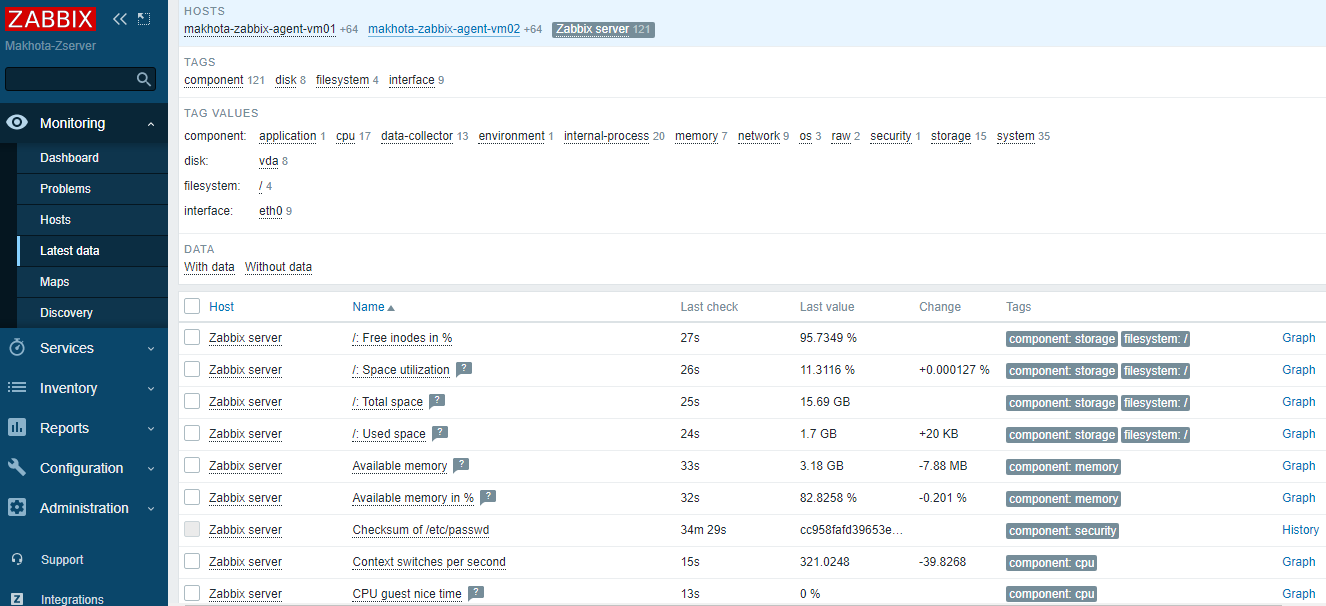 ZABBIX
Makhota-Zserver
Monitoring
Dashboard
Problems
Hosts
Latest data
Maps
Discovery
Services
Inventory
Reports
Configuration
Administration
Support
Integrations
HOSTS
makhota-zabbix-agent-vm01 +64 makhota-zabbix-agent-vm02 +64 Zabbix server 121
TAGS
component 121 disk 8 filesystem 4 interface 9
TAG VALUES
component: application 1 cpu 17 data-collector 13 environment 1 internal-process 20 memory 7 network 9 os 3 raw 2 security 1 storage 15 system 35
disk: vda 8
filesystem: / 4
interface: eth0 9
DATA
With data Without data
Host Name Last check Last value Change Tags
Zabbix server /: Free inodes in % 27s 95.7349 % component: storage filesystem: / Graph
Zabbix server /: Space utilization ? 26s 11.3116 % +0.000127 % component: storage filesystem: / Graph
Zabbix server /: Total space ? 25s 15.69 GB component: storage filesystem: / Graph
Zabbix server /: Used space ? 24s 1.7 GB +20 KB component: storage filesystem: / Graph
Zabbix server Available memory ? 33s 3.18 GB -7.88 MB component: memory Graph
Zabbix server Available memory in % ? 32s 82.8258 % -0.201 % component: memory Graph
Zabbix server Checksum of /etc/passwd 34m 29s cc958fafd39653e... component: security History
Zabbix server Context switches per second 15s 321.0248 -39.8268 component: cpu Graph
Zabbix server CPU guest nice time ? 13s 0 % component: cpu Graph